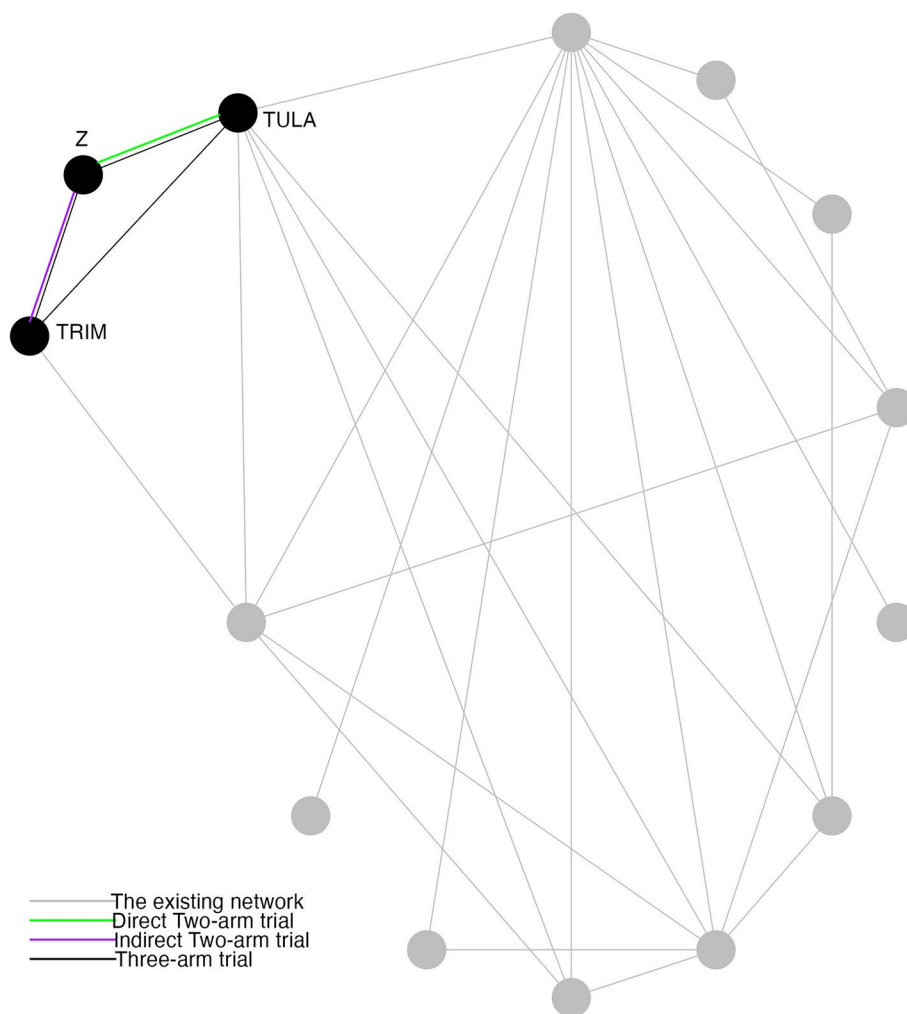 TULA
Z
TRIM
The existing network
Direct Two-arm trial
Indirect Two-arm trial
Three-arm trial